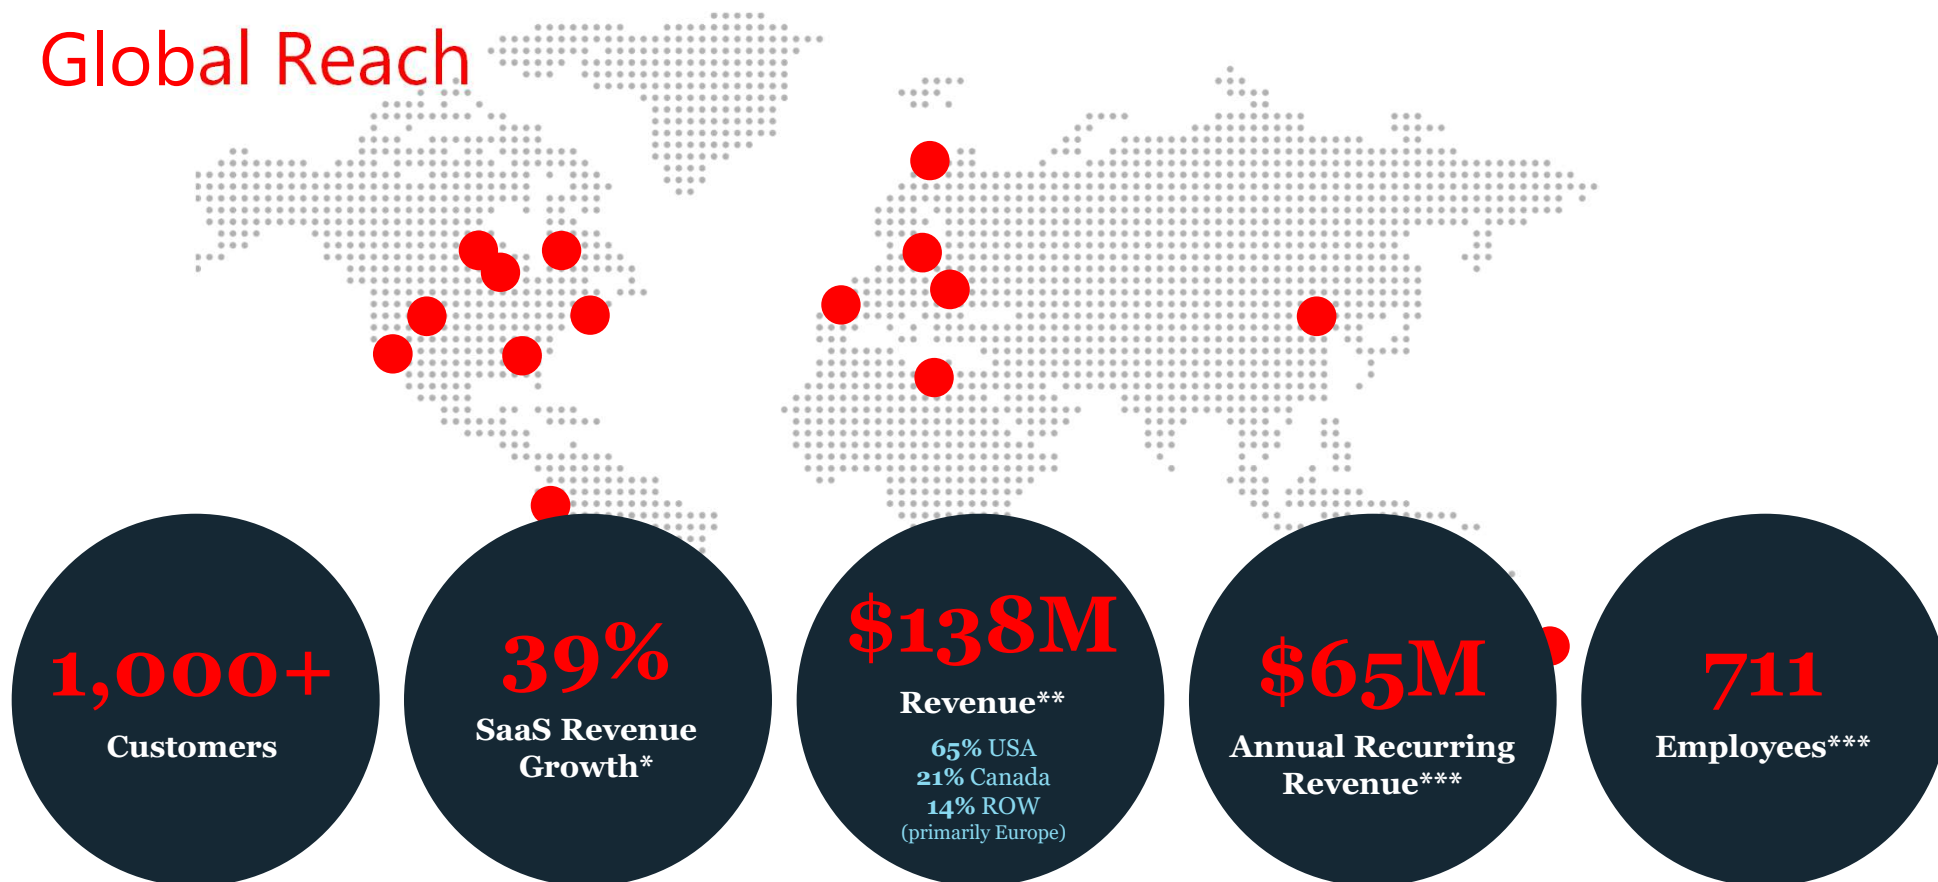 Global Reach
1,000+
Customers
39%
SaaS Revenue
Growth*
$138M
Revenue**
65% USA
21% Canada
14% ROW
(primarily Europe)
$65M
Annual Recurring
Revenue***
711
Employees***